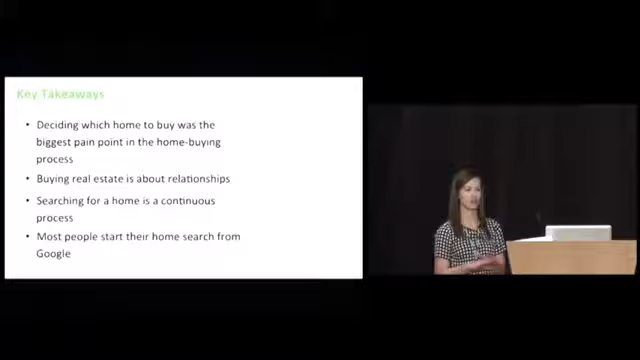 Key Takeaways
• Deciding which home to buy was the
biggest pain point in the home-buying
process
• Buying real estate is about relationships
• Searching for a home is a continuous
process
• Most people start their home search from
Google